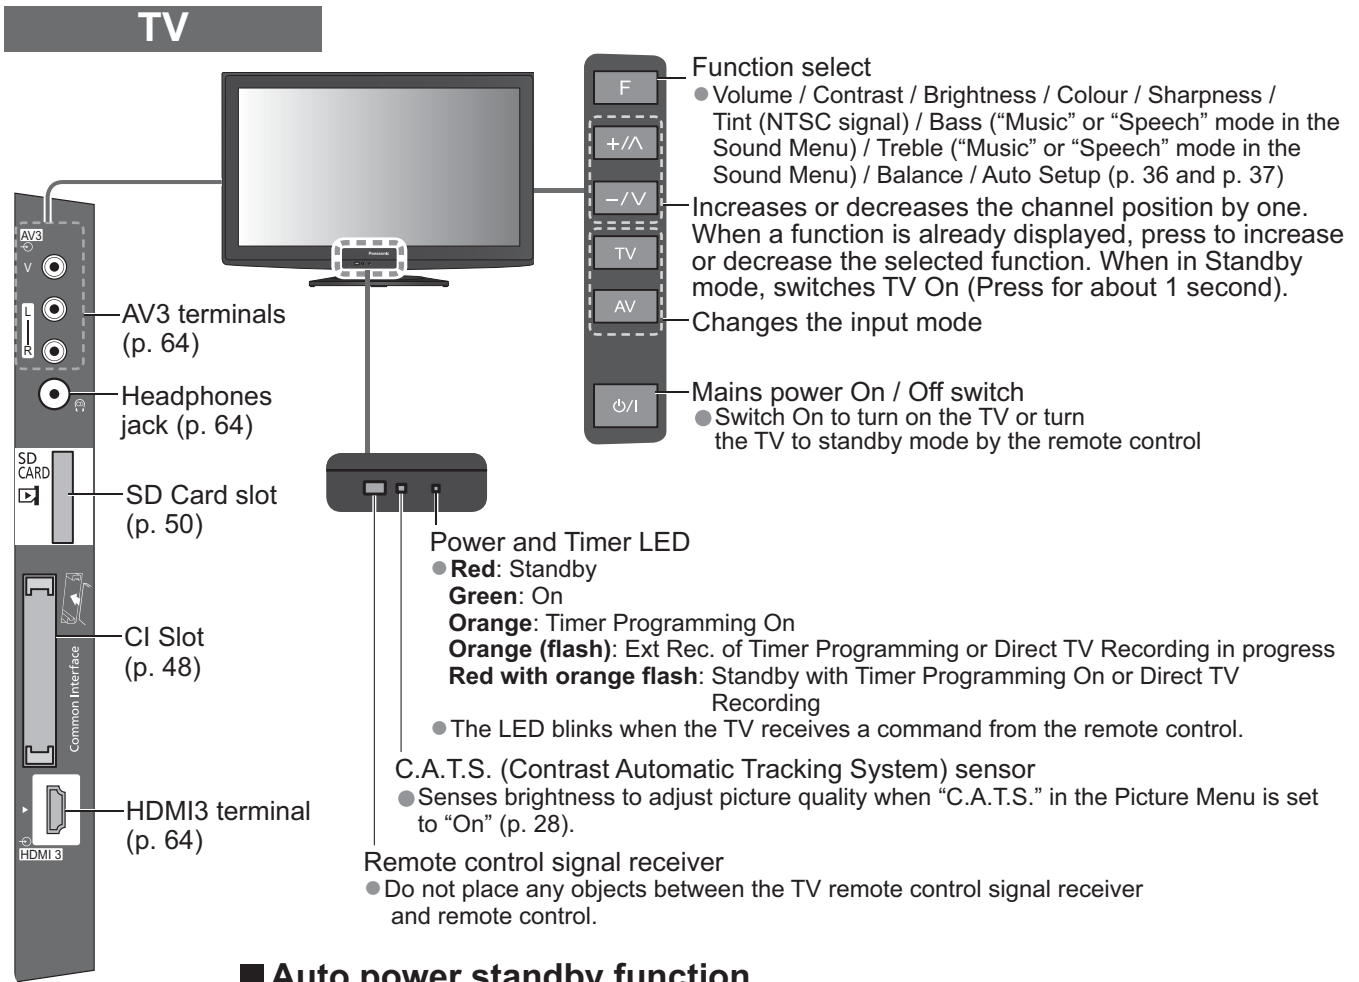 TV
Function select
● Volume / Contrast / Brightness / Colour / Sharpness /
Tint (NTSC signal) / Bass (“Music” or “Speech” mode in the
Sound Menu) / Treble (“Music” or “Speech” mode in the
Sound Menu) / Balance / Auto Setup (p. 36 and p. 37)
Increases or decreases the channel position by one.
When a function is already displayed, press to increase
or decrease the selected function. When in Standby
mode, switches TV On (Press for about 1 second).
Changes the input mode
Mains power On / Off switch
● Switch On to turn on the TV or turn
the TV to standby mode by the remote control
F
+/∧
−/∨
TV
AV
⏻/I
Panasonic
AV3
V
L
R
AV3 terminals
(p. 64)
Headphones
jack (p. 64)
SD
CARD
SD Card slot
(p. 50)
CI Slot
(p. 48)
Common Interface
HDMI3 terminal
(p. 64)
HDMI 3
Power and Timer LED
● Red: Standby
Green: On
Orange: Timer Programming On
Orange (flash): Ext Rec. of Timer Programming or Direct TV Recording in progress
Red with orange flash: Standby with Timer Programming On or Direct TV
Recording
● The LED blinks when the TV receives a command from the remote control.
C.A.T.S. (Contrast Automatic Tracking System) sensor
● Senses brightness to adjust picture quality when “C.A.T.S.” in the Picture Menu is set
to “On” (p. 28).
Remote control signal receiver
● Do not place any objects between the TV remote control signal receiver
and remote control.
■ Auto power standby function